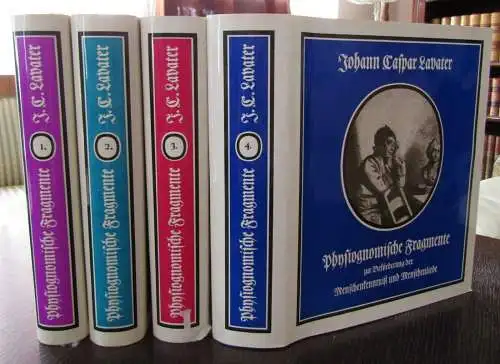 Physiognomische Fragmente 1. J. C. Lavater
Physiognomische Fragmente 2. J. C. Lavater
Physiognomische Fragmente 3. J. C. Lavater
Physiognomische Fragmente 4. J. C. Lavater
Johann Caspar Lavater
Physiognomische Fragmente
zur Beförderung der
Menschenkenntniß und Menschenliebe